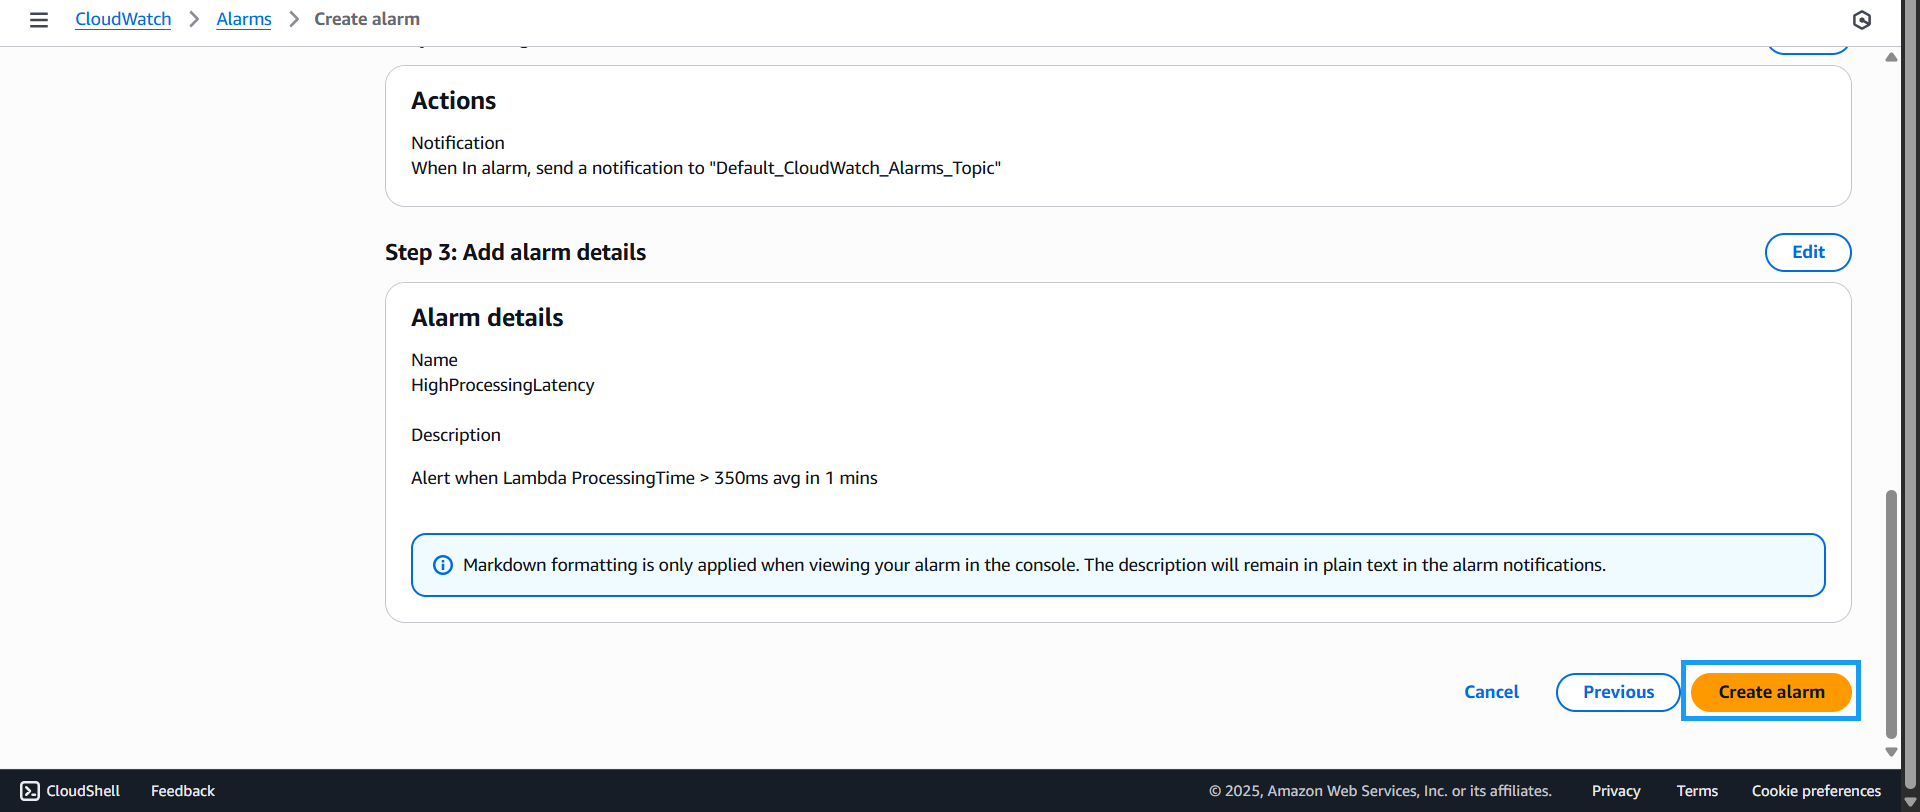 CloudWatch > Alarms > Create alarm
Actions
Notification
When In alarm, send a notification to "Default_CloudWatch_Alarms_Topic"
Step 3: Add alarm details
Edit
Alarm details
Name
HighProcessingLatency
Description
Alert when Lambda ProcessingTime > 350ms avg in 1 mins
Markdown formatting is only applied when viewing your alarm in the console. The description will remain in plain text in the alarm notifications.
Cancel Previous Create alarm
CloudShell Feedback © 2025, Amazon Web Services, Inc. or its affiliates. Privacy Terms Cookie preferences